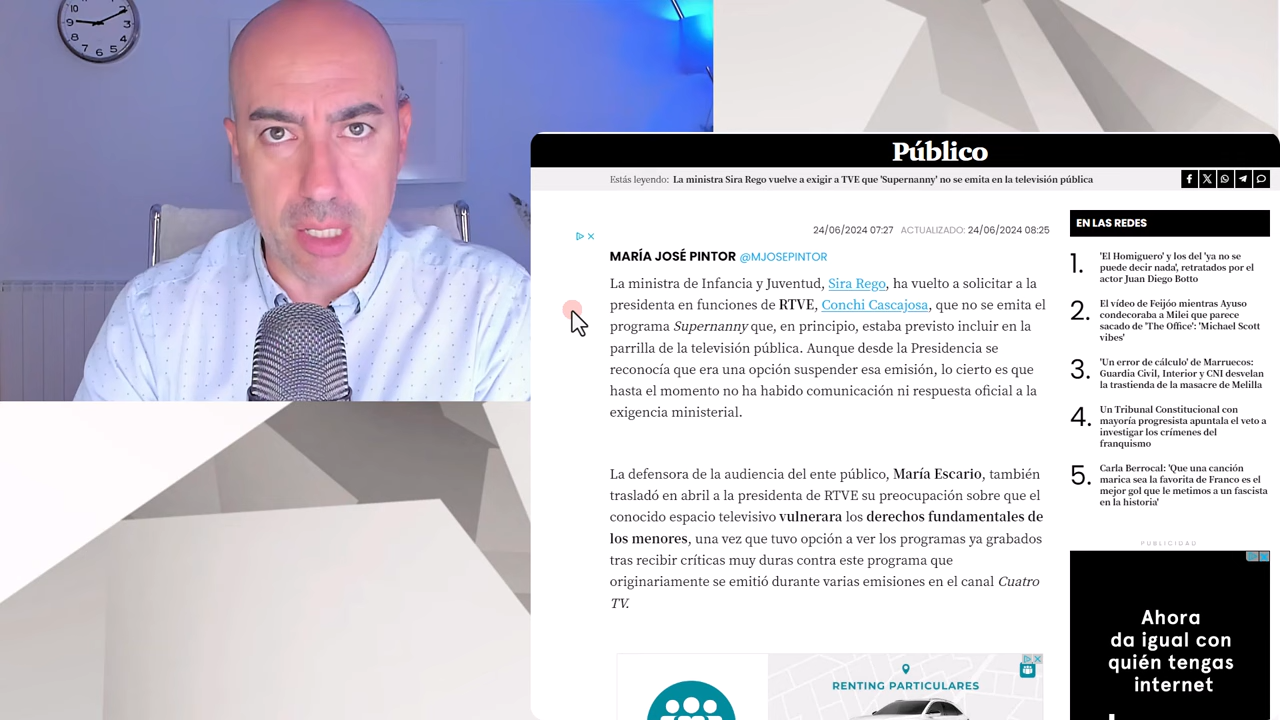 Público
Estás leyendo: La ministra Sira Rego vuelve a exigir a TVE que 'Supernanny' no se emita en la televisión pública
24/06/2024 07:27 ACTUALIZADO: 24/06/2024 08:25
MARÍA JOSÉ PINTOR @MJOSEPINTOR
La ministra de Infancia y Juventud, Sira Rego, ha vuelto a solicitar a la
presidenta en funciones de RTVE, Conchi Cascajosa, que no se emita el
programa Supernanny que, en principio, estaba previsto incluir en la
parrilla de la televisión pública. Aunque desde la Presidencia se
reconocía que era una opción suspender esa emisión, lo cierto es que
hasta el momento no ha habido comunicación ni respuesta oficial a la
exigencia ministerial.
La defensora de la audiencia del ente público, María Escario, también
trasladó en abril a la presidenta de RTVE su preocupación sobre que el
conocido espacio televisivo vulnerara los derechos fundamentales de
los menores, una vez que tuvo opción a ver los programas ya grabados
tras recibir críticas muy duras contra este programa que
originariamente se emitió durante varias emisiones en el canal Cuatro
TV.
RENTING PARTICULARES
EN LAS REDES
1. 'El Homiguero' y los del 'ya no se
puede decir nada', retratados por el
actor Juan Diego Botto
2. El vídeo de Feijóo mientras Ayuso
condecoraba a Milei que parece
sacado de 'The Office': 'Michael Scott
vibes'
3. 'Un error de cálculo' de Marruecos:
Guardia Civil, Interior y CNI desvelan
la trastienda de la masacre de Melilla
4. Un Tribunal Constitucional con
mayoría progresista apuntala el veto a
investigar los crímenes del
franquismo
5. Carla Berrocal: 'Que una canción
marica sea la favorita de Franco es el
mejor gol que le metimos a un fascista
en la historia'
PUBLICIDAD
Ahora
da igual con
quién tengas
internet